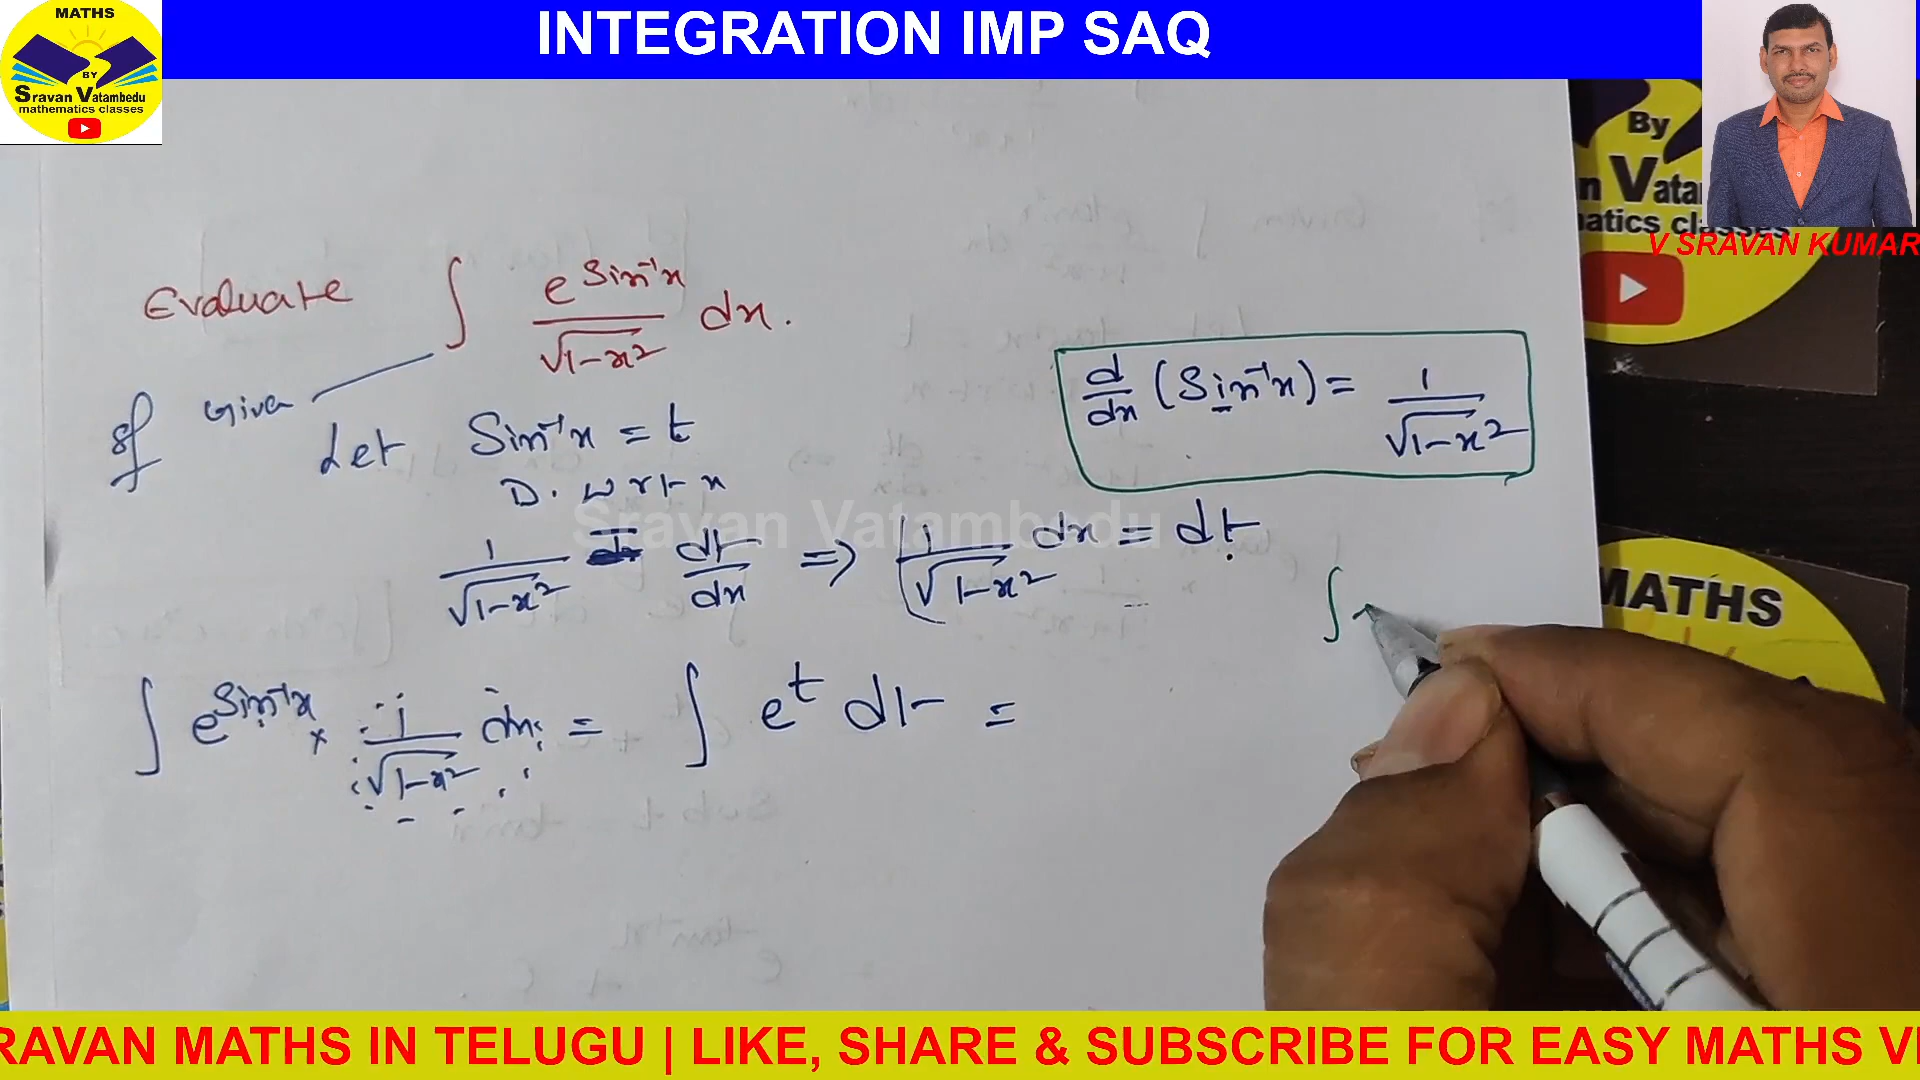 MATHS
BY
Sravan Vatambedu
mathematics classes
INTEGRATION IMP SAQ
By
n Vata
matics classes
V SRAVAN KUMAR
Evaluate ∫ e^{Sin⁻¹x} / √1-x² dx.
Given
Let Sin⁻¹x = t
D. w r t x
d/dx (Sin⁻¹x) = 1/√1-x²
1/√1-x² = dt/dx ⇒ 1/√1-x² dx = dt
Sravan Vatambedu
∫
MATHS
∫ e^{Sin⁻¹x} × 1/√1-x² dx = ∫ e^t dt =
RAVAN MATHS IN TELUGU | LIKE, SHARE & SUBSCRIBE FOR EASY MATHS VI